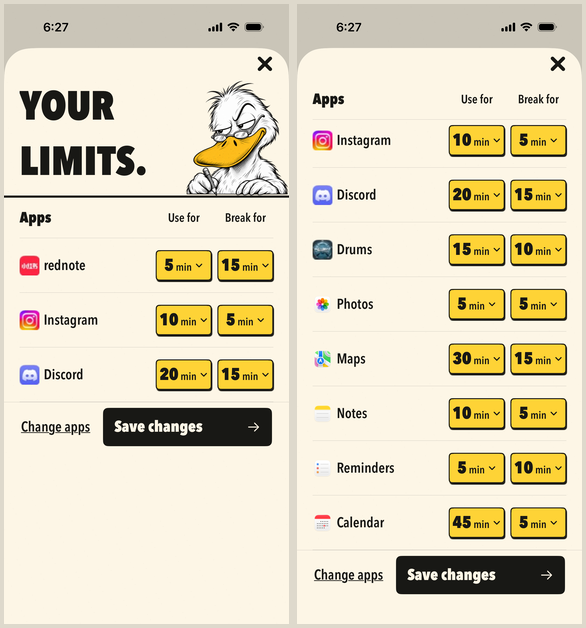 6:27
YOUR
LIMITS.
Apps Use for Break for
rednote 5 min 15 min
Instagram 10 min 5 min
Discord 20 min 15 min
Change apps Save changes →
6:27
Apps Use for Break for
Instagram 10 min 5 min
Discord 20 min 15 min
Drums 15 min 10 min
Photos 5 min 5 min
Maps 30 min 15 min
Notes 10 min 5 min
Reminders 5 min 10 min
Calendar 45 min 5 min
Change apps Save changes →